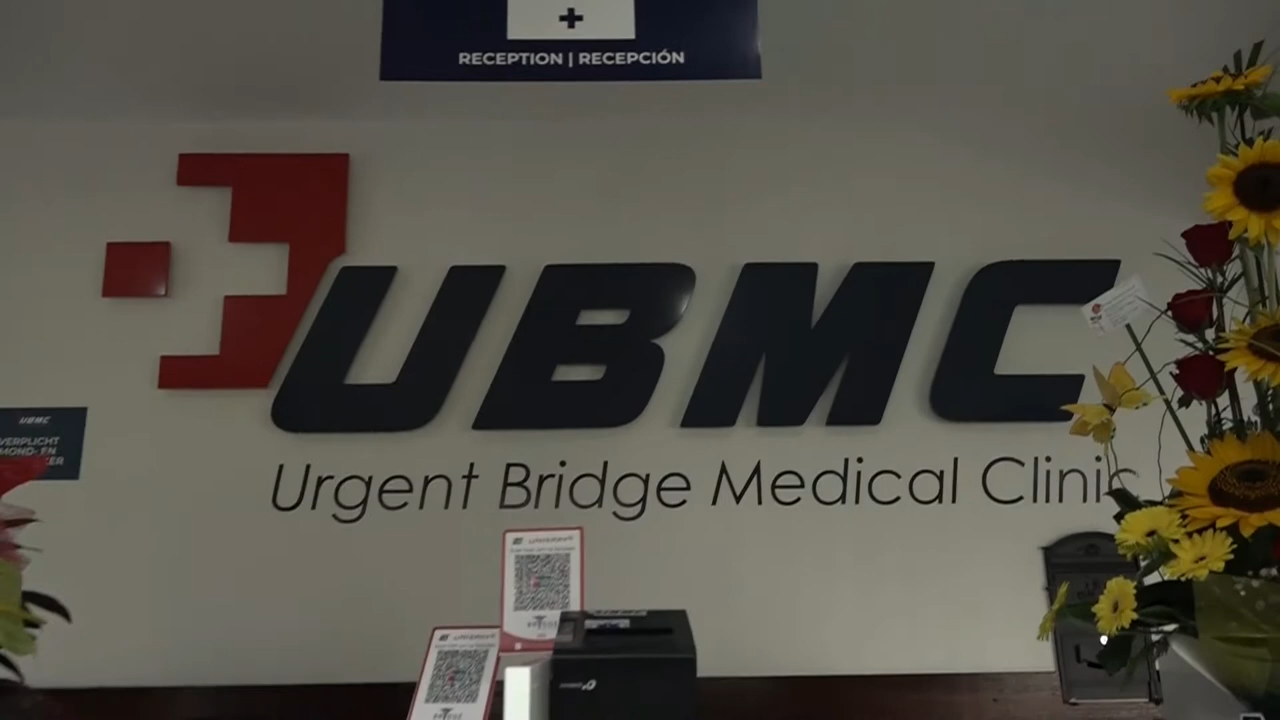 RECEPTION | RECEPCIÓN
UBMC
Urgent Bridge Medical Clinic
UBMC
VERPLICHT
MOND- EN